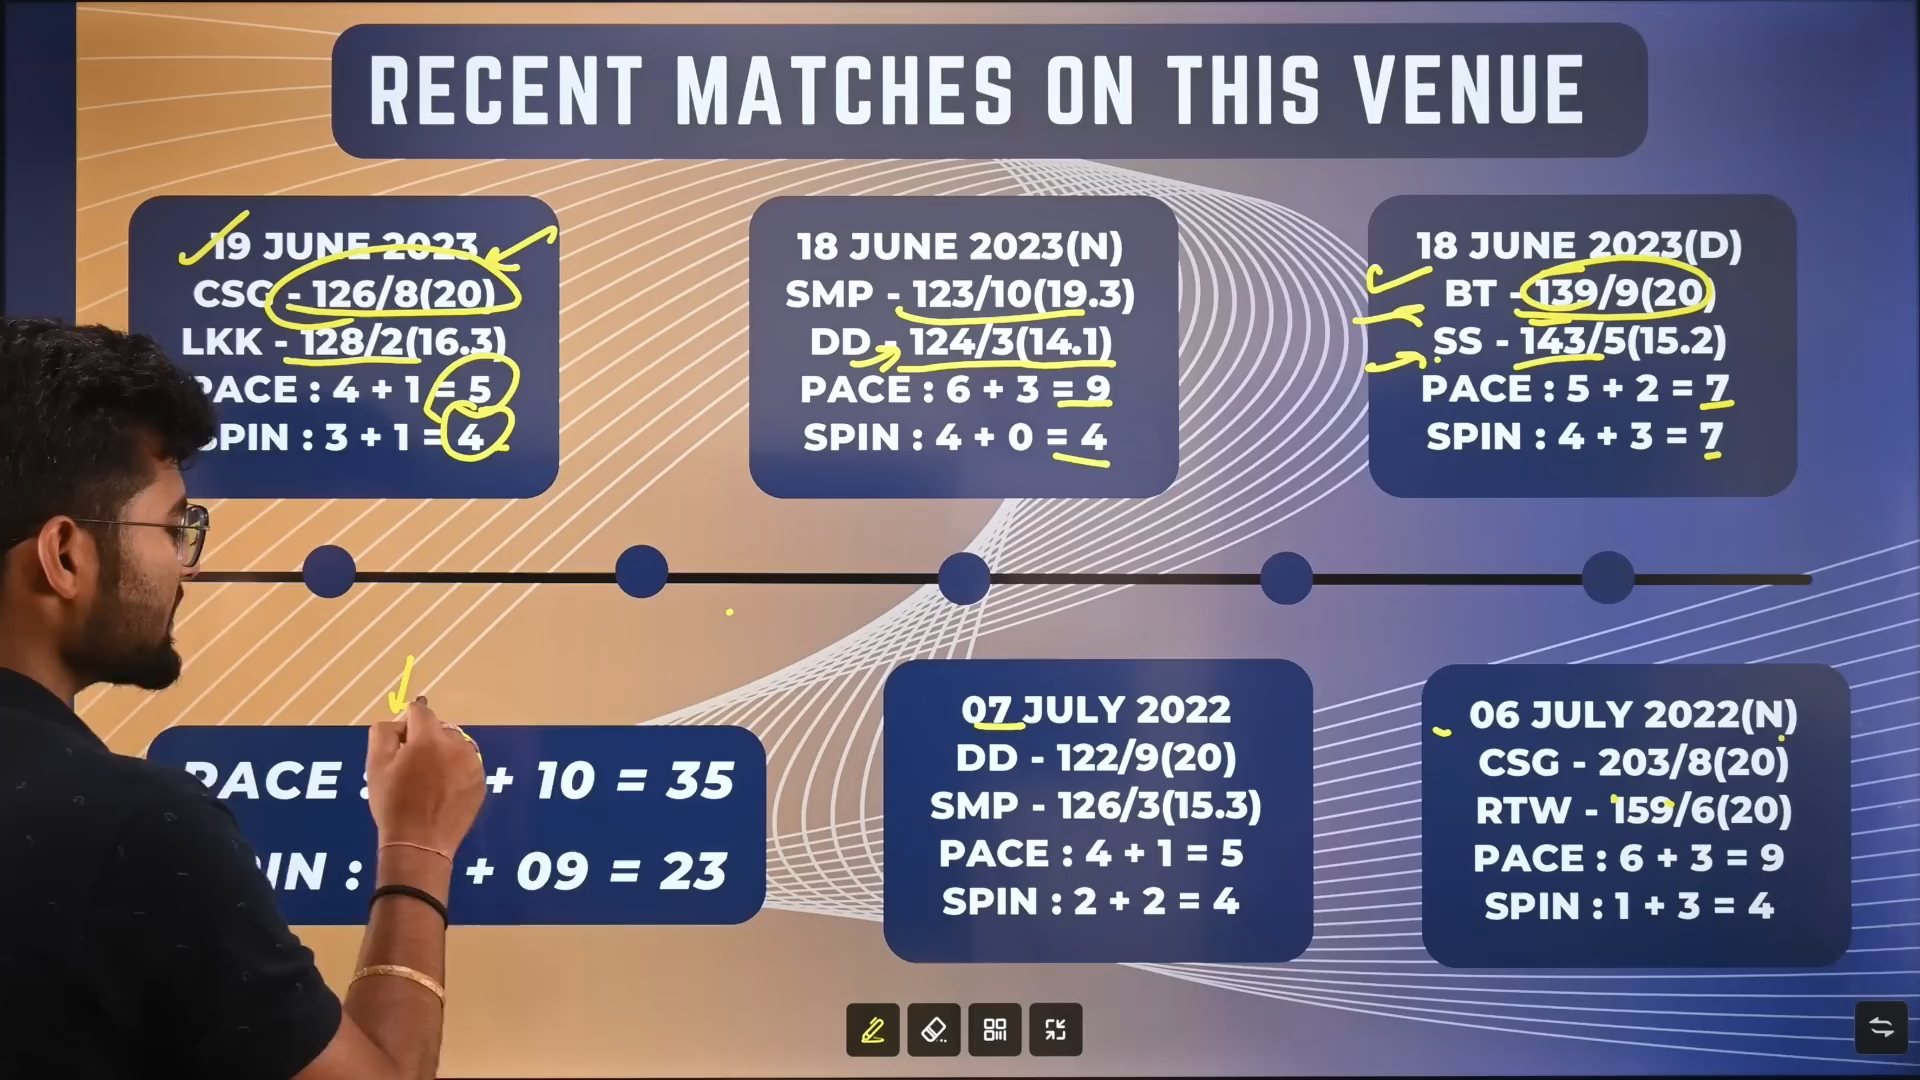 RECENT MATCHES ON THIS VENUE
19 JUNE 2023
CSG - 126/8(20)
LKK - 128/2(16.3)
PACE : 4 + 1 = 5
SPIN : 3 + 1 = 4
18 JUNE 2023(N)
SMP - 123/10(19.3)
DD - 124/3(14.1)
PACE : 6 + 3 = 9
SPIN : 4 + 0 = 4
18 JUNE 2023(D)
BT - 139/9(20)
SS - 143/5(15.2)
PACE : 5 + 2 = 7
SPIN : 4 + 3 = 7
PACE : + 10 = 35
: + 09 = 23
07 JULY 2022
DD - 122/9(20)
SMP - 126/3(15.3)
PACE : 4 + 1 = 5
SPIN : 2 + 2 = 4
06 JULY 2022(N)
CSG - 203/8(20)
RTW - 159/6(20)
PACE : 6 + 3 = 9
SPIN : 1 + 3 = 4